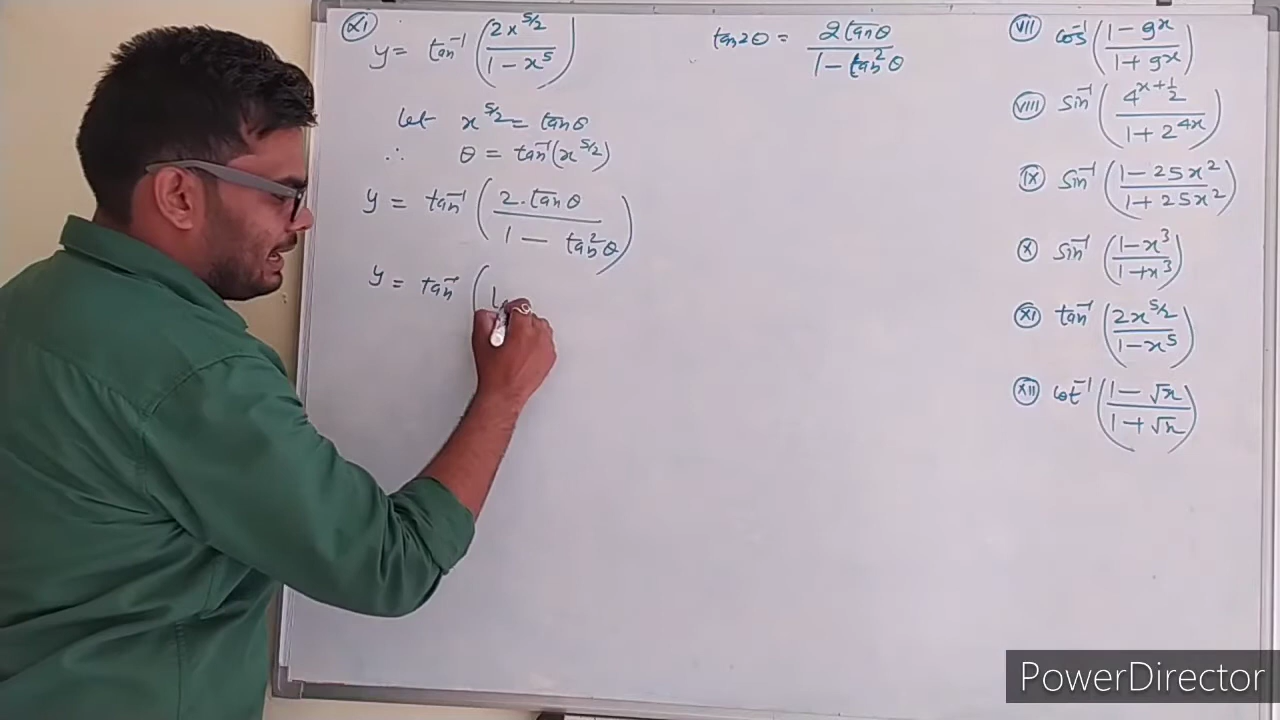 (xi) y = tan⁻¹ (2x^5/2 / 1 - x⁵)
tan2θ = 2 tanθ / 1 - tan²θ
let x^5/2 = tanθ
∴ θ = tan⁻¹(x^5/2)
y = tan⁻¹ (2.tanθ / 1 - tan²θ)
y = tan⁻¹ (
(vii) cos⁻¹ (1 - 9ˣ / 1 + 9ˣ)
(viii) sin⁻¹ (4^x+1/2 / 1 + 2^4x)
(ix) sin⁻¹ (1 - 25x² / 1 + 25x²)
(x) sin⁻¹ (1 - x³ / 1 + x³)
(xi) tan⁻¹ (2x^5/2 / 1 - x⁵)
(xii) cot⁻¹ (1 - √x / 1 + √x)
PowerDirector